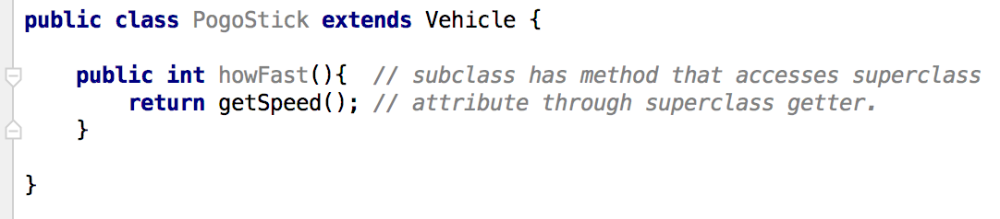 public class PogoStick extends Vehicle {
public int howFast(){  // subclass has method that accesses superclass
return getSpeed(); // attribute through superclass getter.
}
}